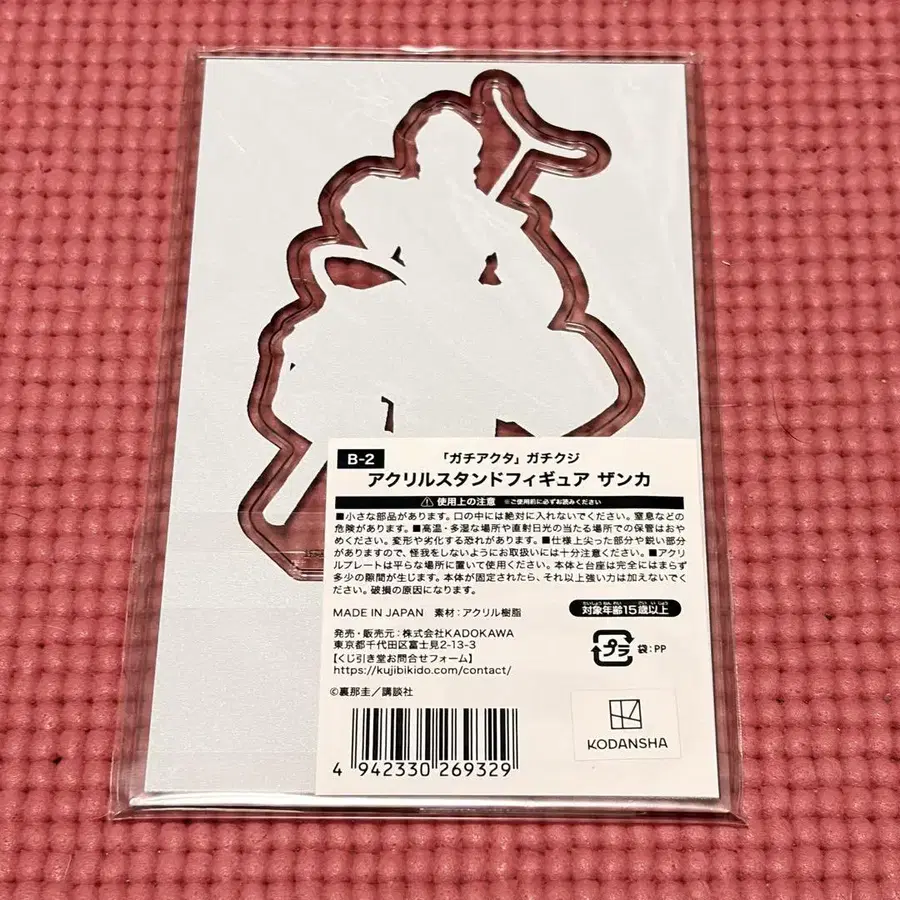 B-2
「ガチアクタ」ガチクジ
アクリルスタンドフィギュア ザンカ
使用上の注意 ※ご使用前に必ずお読みください
■小さな部品があります。口の中には絶対に入れないでください。窒息などの
危険があります。■高温・多湿な場所や直射日光の当たる場所での保管はおや
めください。変形や劣化する恐れがあります。■仕様上尖った部分や鋭い部分
がありますので、怪我をしないようにお取扱いには十分注意ください。■アク
リルプレートは平らな場所に置いて使用ください。本体と台座は完全にはまらず
多少の隙間が生じます。本体が固定されたら、それ以上強い力は加えないでく
ださい。破損の原因になります。
MADE IN JAPAN 素材:アクリル樹脂
たいしょうねんれい さい いじょう
対象年齢15歳以上
発売・販売元:株式会社KADOKAWA
東京都千代田区富士見2-13-3
【くじ引き堂お問合せフォーム】
https://kujibikido.com/contact/
プラ 袋:PP
©裏那圭/講談社
KODANSHA
4 942330 269329